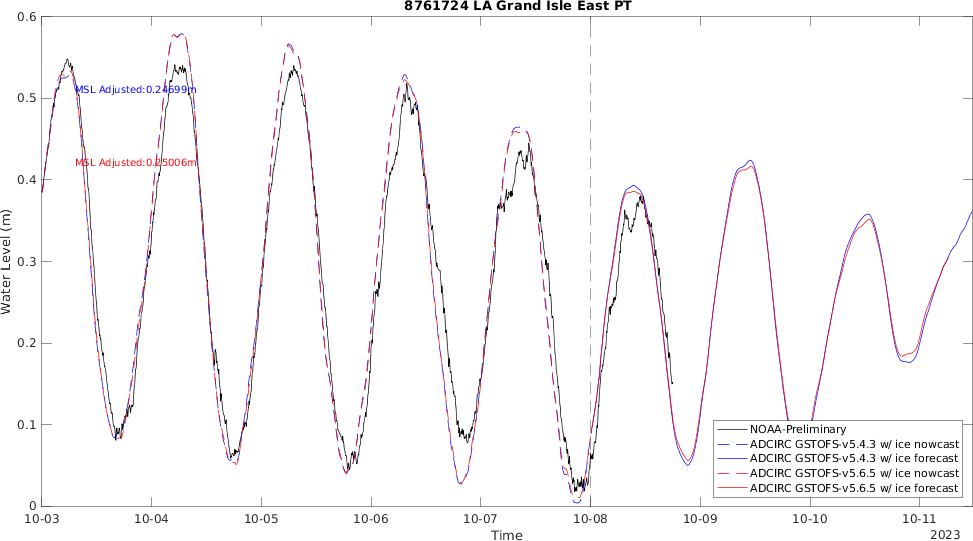 8761724 LA Grand Isle East PT
0.6
0.5
0.4
0.3
0.2
0.1
0
Water Level (m)
MSL Adjusted:0.24699m
MSL Adjusted:0.25006m
NOAA-Preliminary
ADCIRC GSTOFS-v5.4.3 w/ ice nowcast
ADCIRC GSTOFS-v5.4.3 w/ ice forecast
ADCIRC GSTOFS-v5.6.5 w/ ice nowcast
ADCIRC GSTOFS-v5.6.5 w/ ice forecast
10-03 10-04 10-05 10-06 10-07 10-08 10-09 10-10 10-11
Time
2023